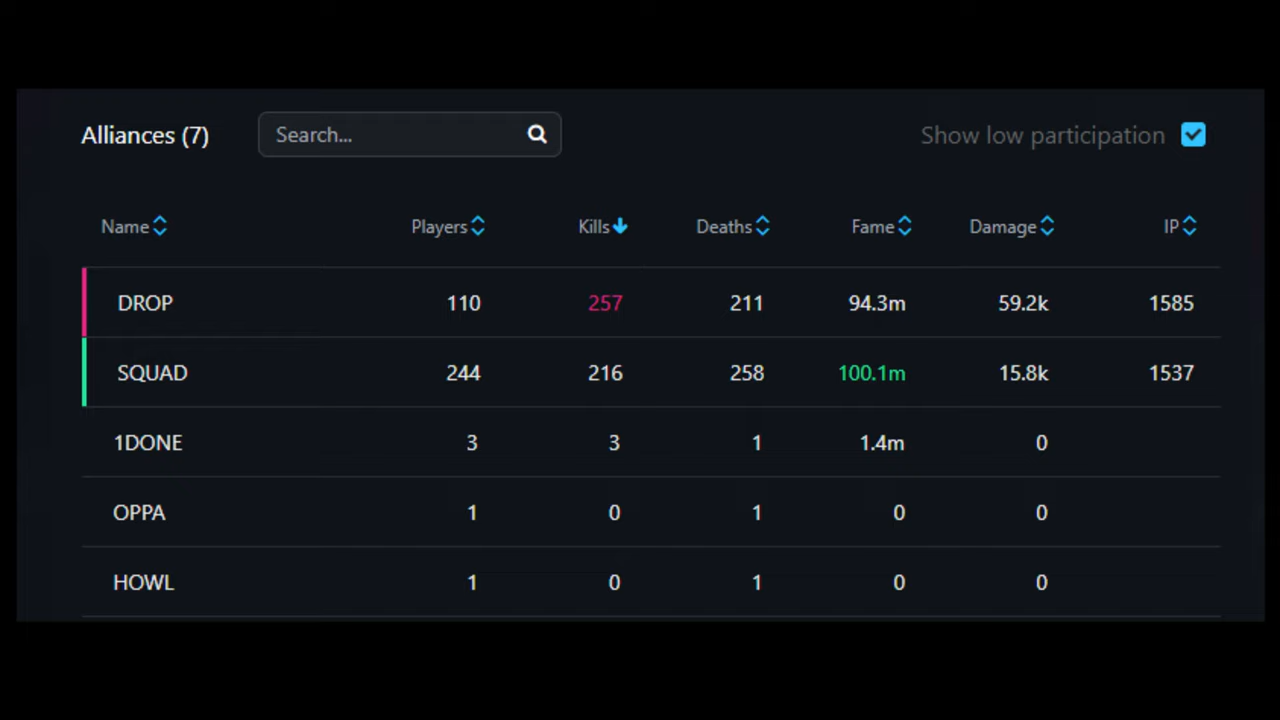 Alliances (7) Search... Show low participation
Name Players Kills Deaths Fame Damage IP
DROP 110 257 211 94.3m 59.2k 1585
SQUAD 244 216 258 100.1m 15.8k 1537
1DONE 3 3 1 1.4m 0
OPPA 1 0 1 0 0
HOWL 1 0 1 0 0